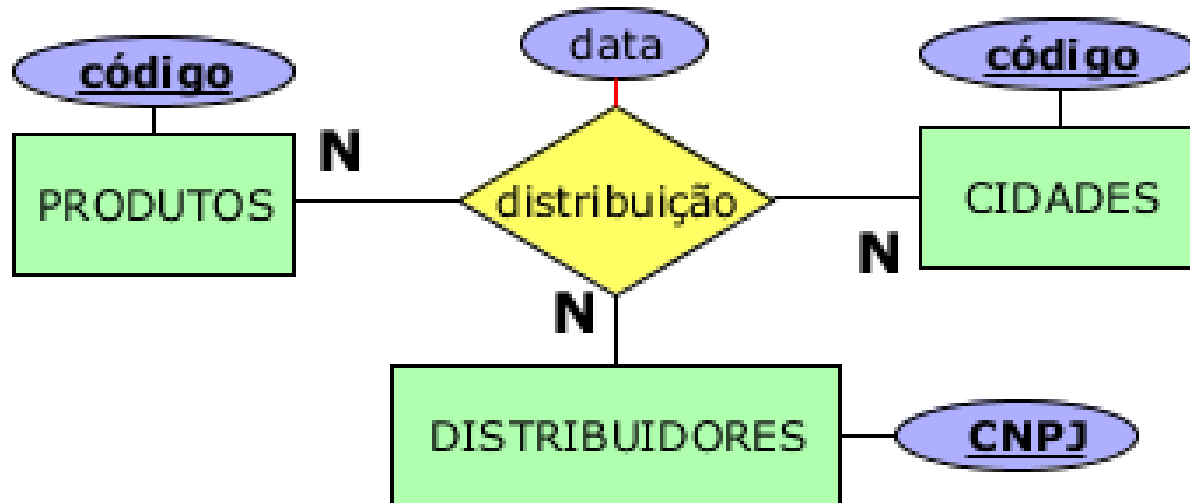 código
data
código
PRODUTOS
N
distribuição
N
CIDADES
N
DISTRIBUIDORES
CNPJ